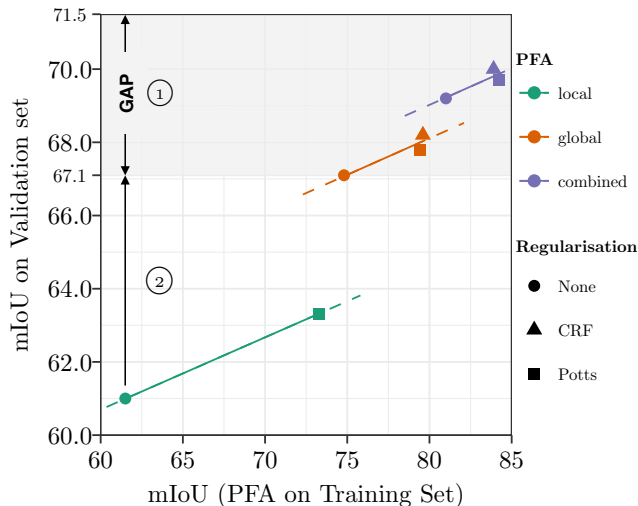 71.5
70.0
68.0
67.1
66.0
64.0
62.0
60.0
mIoU on Validation set
GAP
1
2
60 65 70 75 80 85
mIoU (PFA on Training Set)
PFA
local
global
combined
Regularisation
None
CRF
Potts